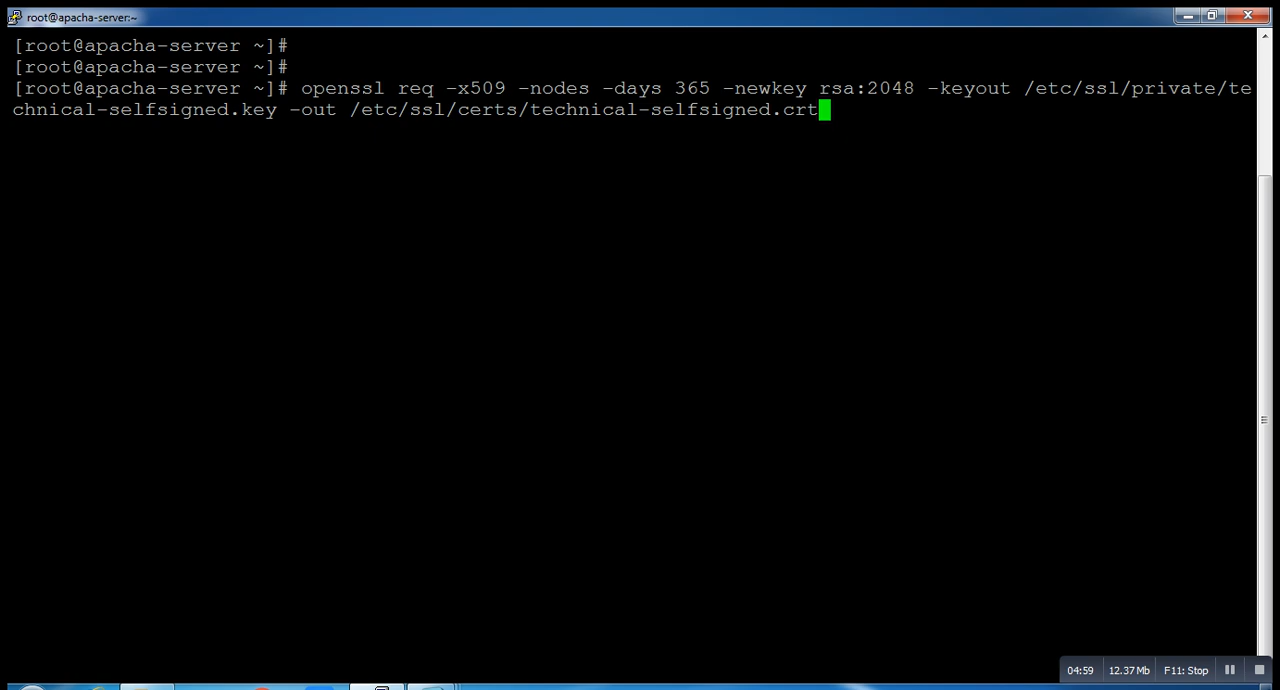 root@apacha-server:~
[root@apacha-server ~]#
[root@apacha-server ~]#
[root@apacha-server ~]# openssl req -x509 -nodes -days 365 -newkey rsa:2048 -keyout /etc/ssl/private/te
chnical-selfsigned.key -out /etc/ssl/certs/technical-selfsigned.crt
04:59 12.37Mb F11: Stop